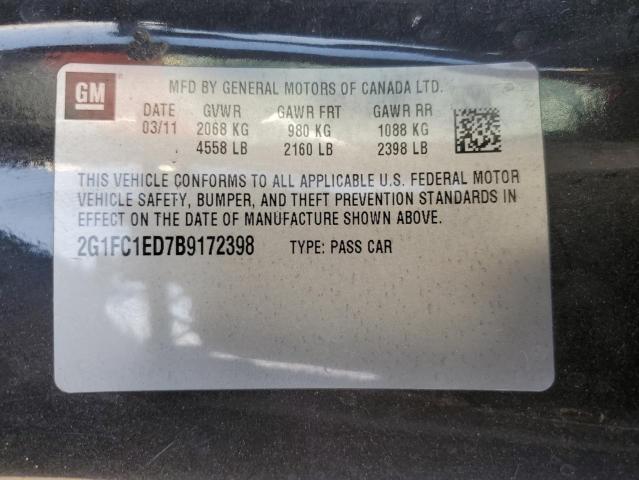 GM
MFD BY GENERAL MOTORS OF CANADA LTD.
DATE GVWR GAWR FRT GAWR RR
03/11 2068 KG 980 KG 1088 KG
4558 LB 2160 LB 2398 LB
THIS VEHICLE CONFORMS TO ALL APPLICABLE U.S. FEDERAL MOTOR
VEHICLE SAFETY, BUMPER, AND THEFT PREVENTION STANDARDS IN
EFFECT ON THE DATE OF MANUFACTURE SHOWN ABOVE.
2G1FC1ED7B9172398 TYPE: PASS CAR